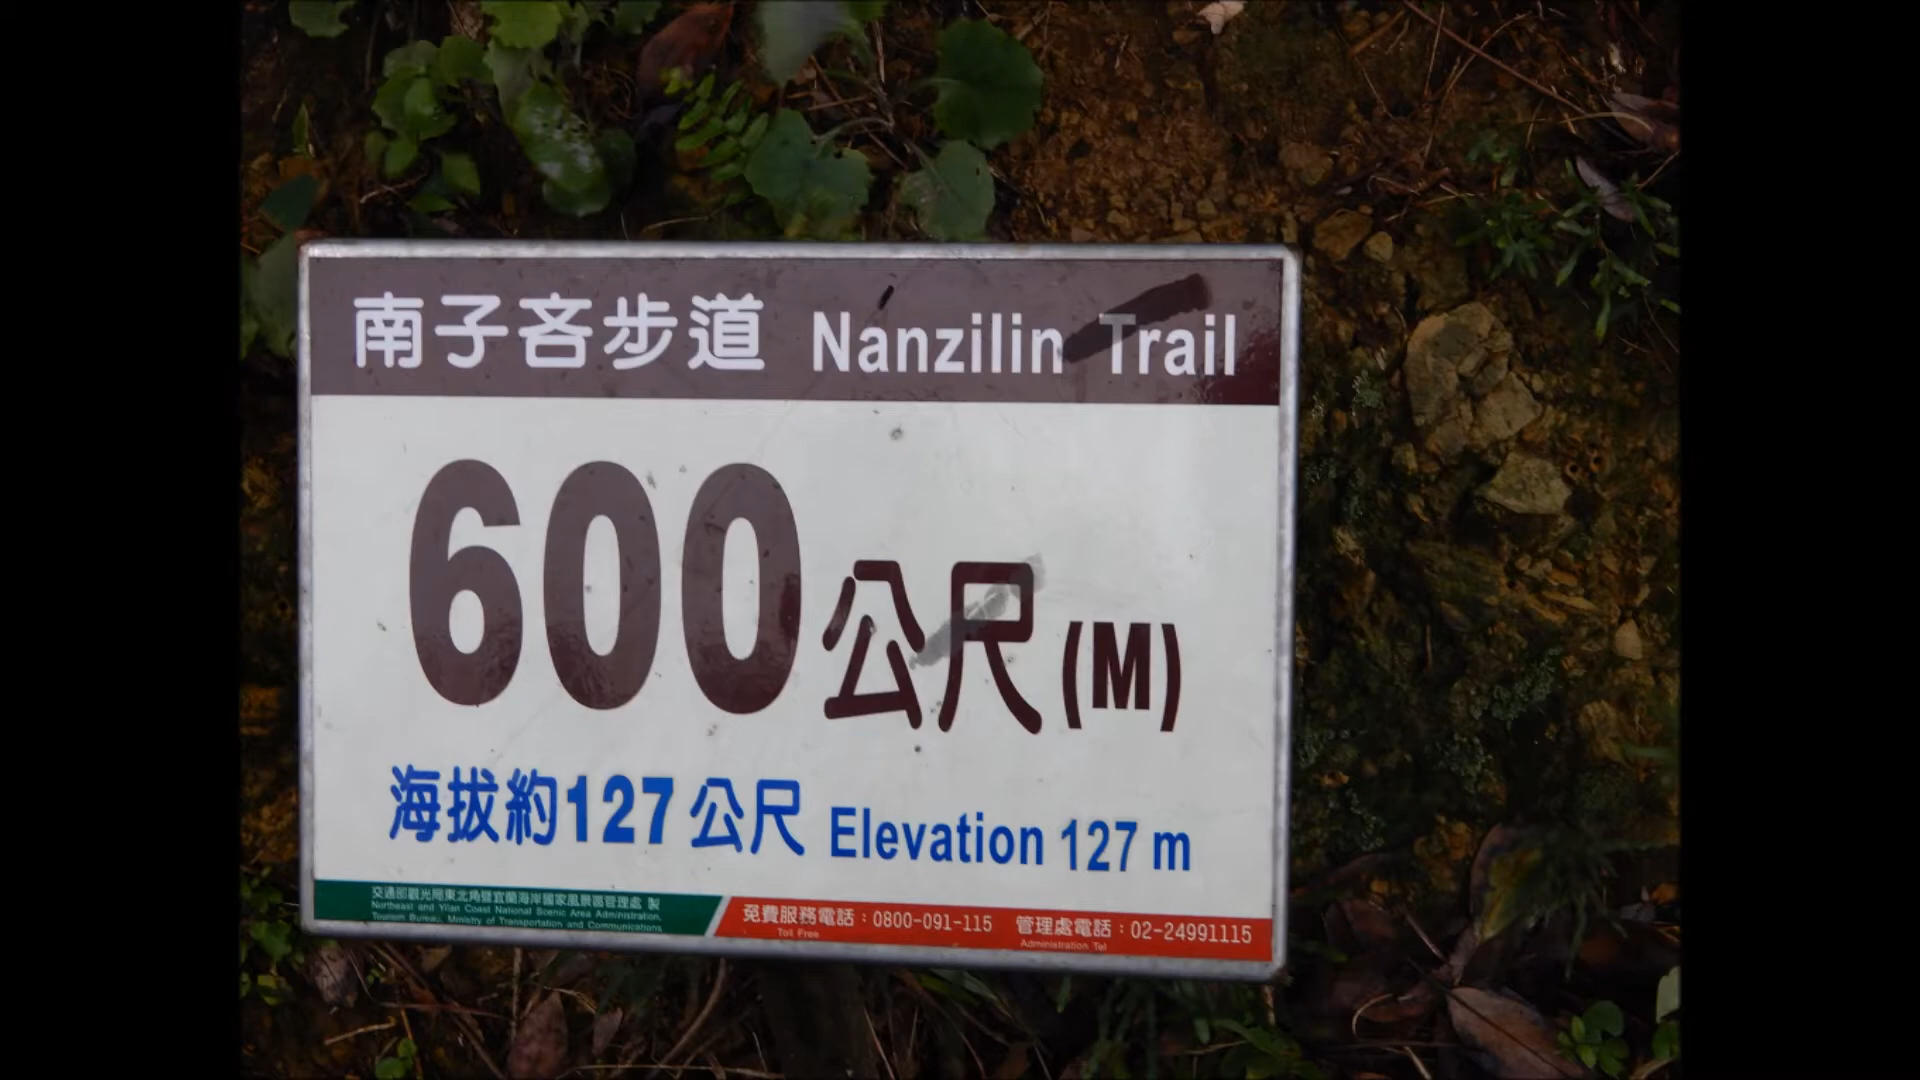 南子吝步道 Nanzilin Trail
600公尺(M)
海拔約127公尺 Elevation 127 m
交通部觀光局東北角暨宜蘭海岸國家風景區管理處 製
Northeast and Yilan Coast National Scenic Area Administration,
Tourism Bureau, Ministry of Transportation and Communications
免費服務電話：0800-091-115 管理處電話：02-24991115
Toll Free Administration Tel